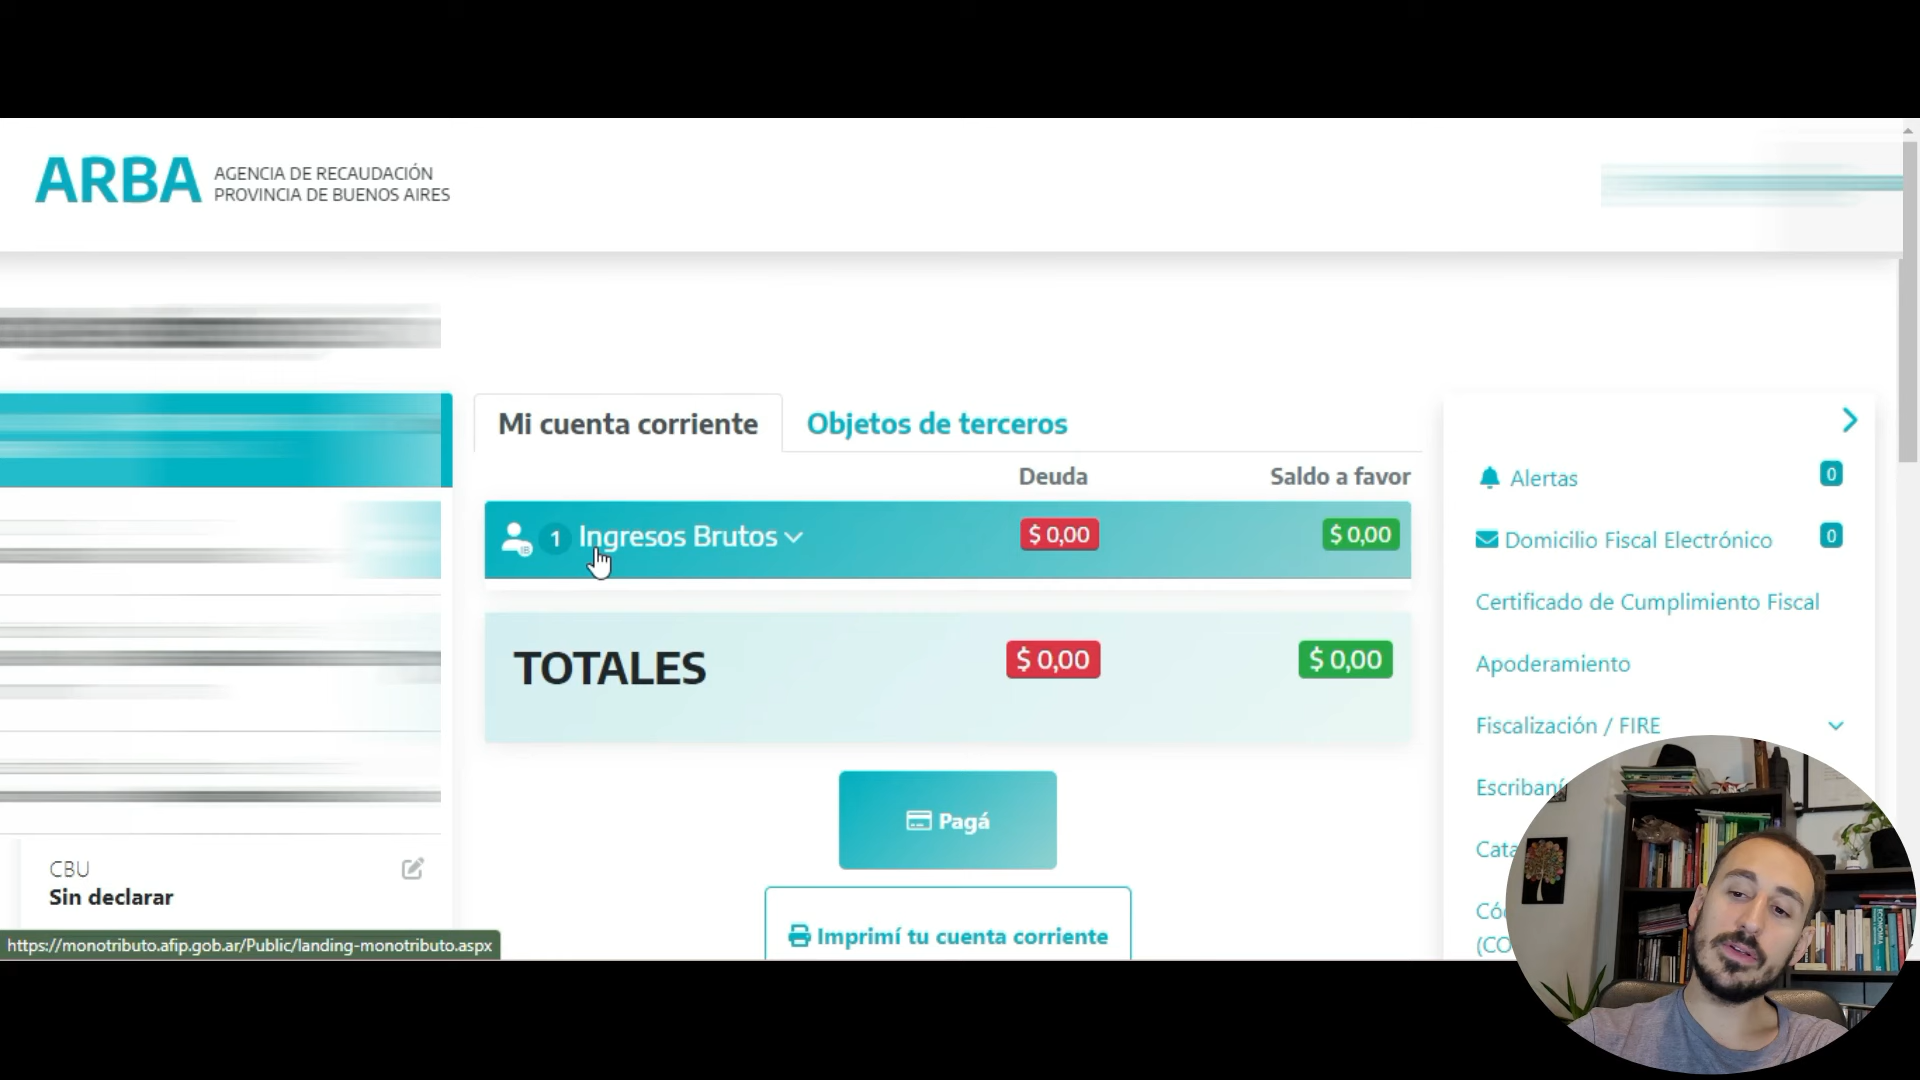 ARBA
AGENCIA DE RECAUDACIÓN
PROVINCIA DE BUENOS AIRES
Mi cuenta corriente
Objetos de terceros
Deuda
Saldo a favor
1 Ingresos Brutos
$ 0,00
$ 0,00
TOTALES
$ 0,00
$ 0,00
Pagá
Imprimí tu cuenta corriente
CBU
Sin declarar
https://monotributo.afip.gob.ar/Public/landing-monotributo.aspx
Alertas
0
Domicilio Fiscal Electrónico
0
Certificado de Cumplimiento Fiscal
Apoderamiento
Fiscalización / FIRE